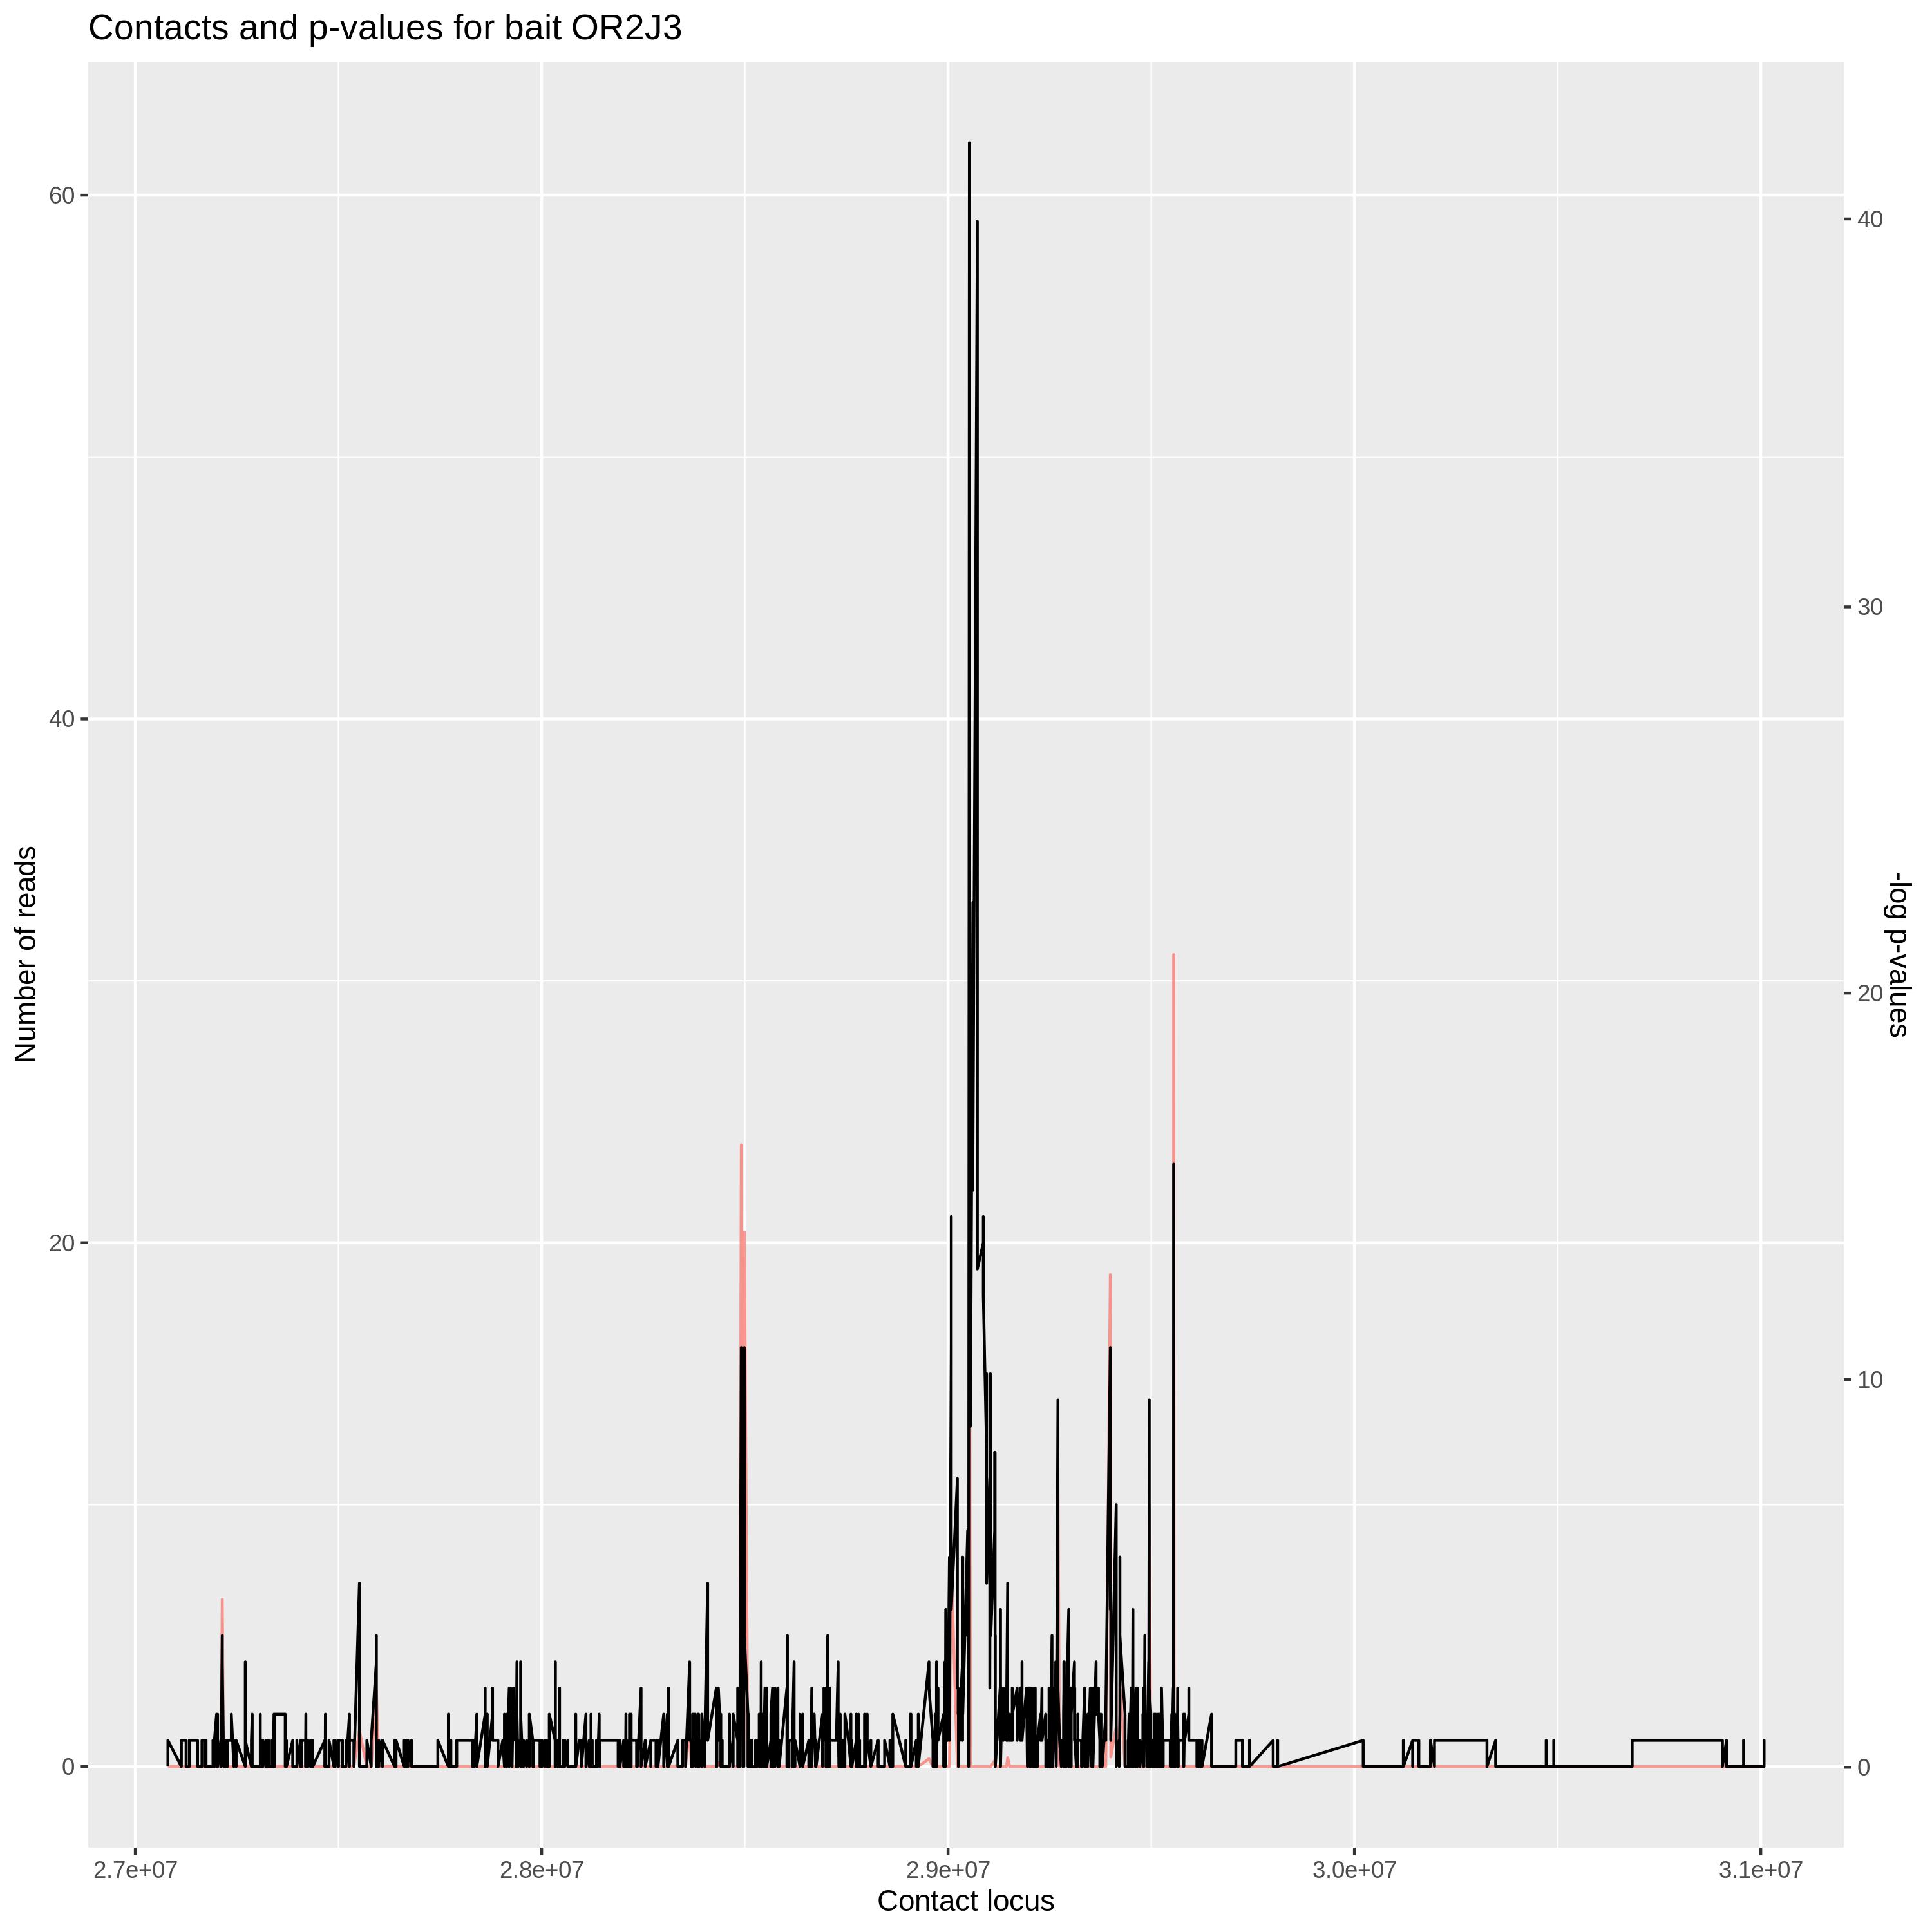 Contacts and p-values for bait OR2J3
60
40
20
0
Number of reads
40
30
20
10
0
-log p-values
2.7e+07 2.8e+07 2.9e+07 3.0e+07 3.1e+07
Contact locus